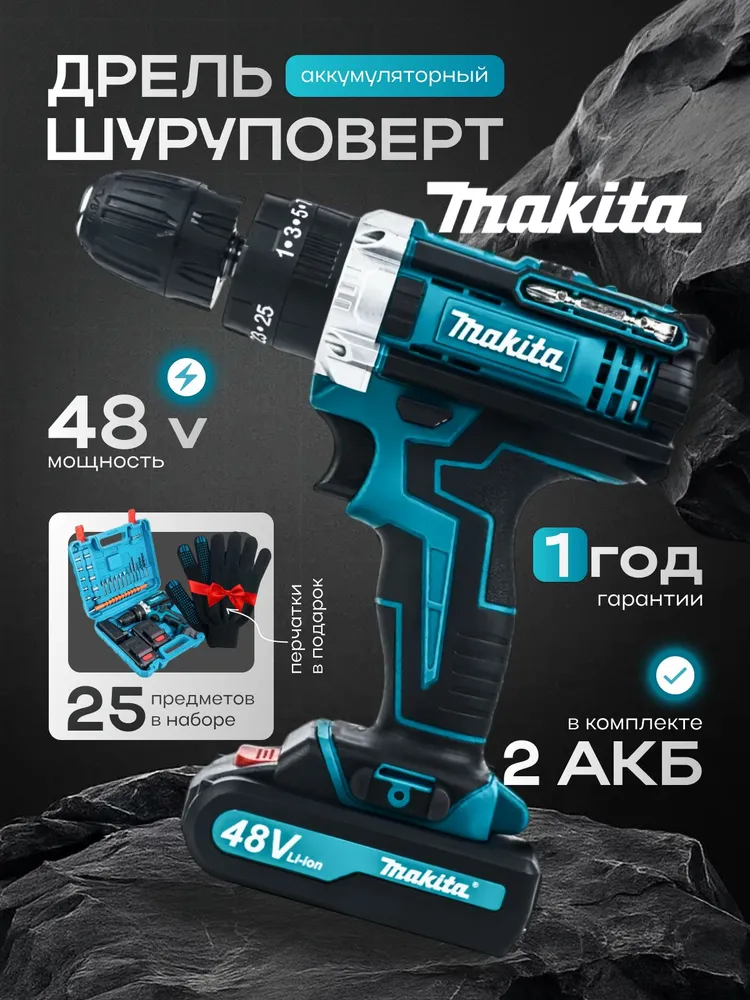 ДРЕЛЬ аккумуляторный
ШУРУПОВЕРТ
makita
1•3•5•7
23•25
makita
48 V
мощность
1 год
гарантии
перчатки
в подарок
25 предметов
в наборе
в комплекте
2 АКБ
48V Li-ion
makita®